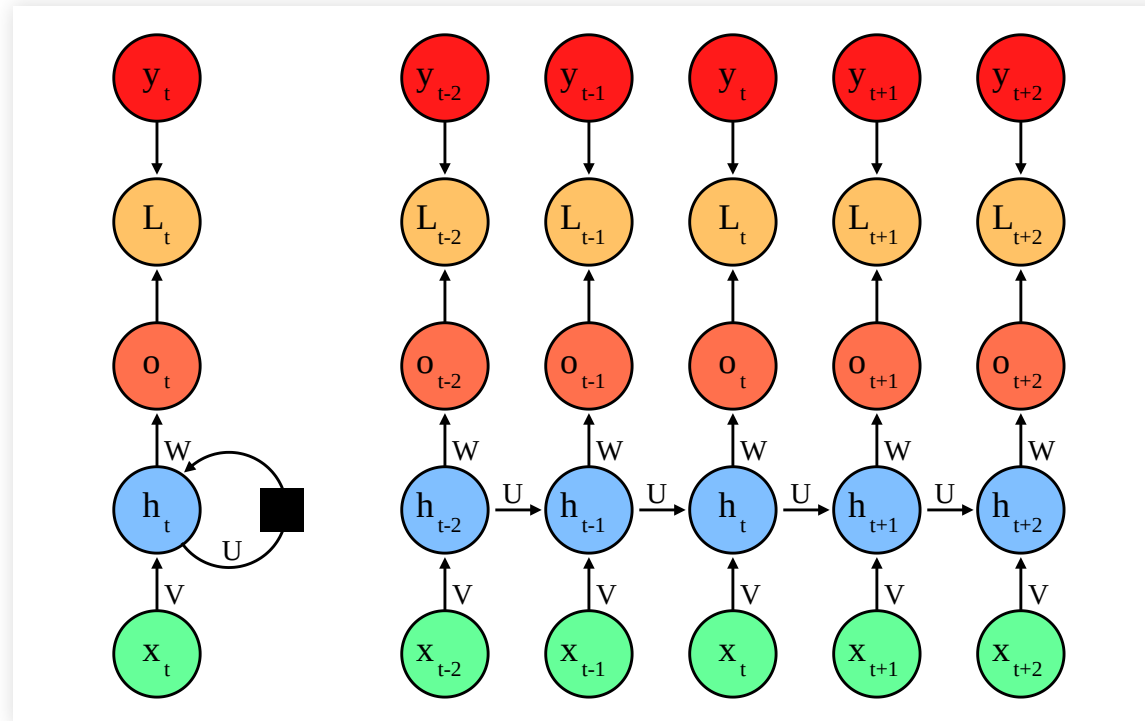 y t y t-2 y t-1 y t y t+1 y t+2
L t L t-2 L t-1 L t L t+1 L t+2
o t o t-2 o t-1 o t o t+1 o t+2
W W W W W W
h t h t-2 U h t-1 U h t U h t+1 U h t+2
U
V V V V V V
x t x t-2 x t-1 x t x t+1 x t+2